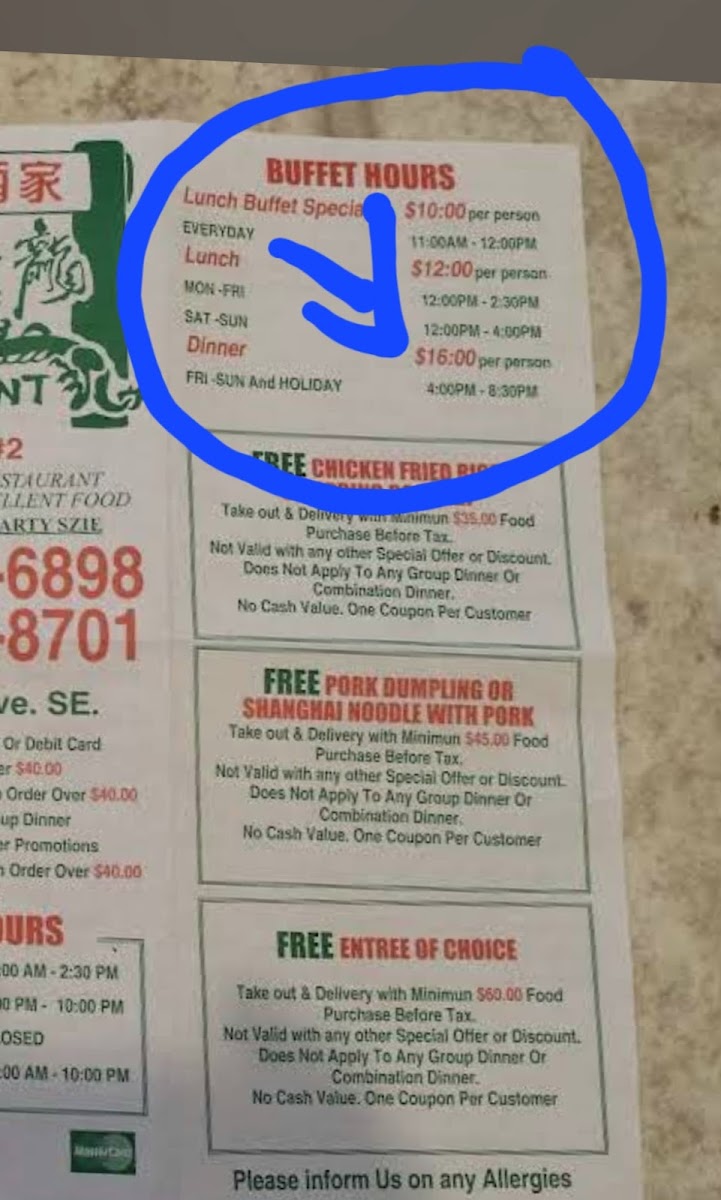 家
龍
NT
#2
STAURANT
LLENT FOOD
ARTY SZIE
-6898
-8701
ve. SE.
Or Debit Card
er $40.00
Order Over $40.00
up Dinner
er Promotions
n Order Over $40.00
OURS
:00 AM - 2:30 PM
00 PM - 10:00 PM
OSED
:00 AM - 10:00 PM
MasterCard
BUFFET HOURS
Lunch Buffet Specia $10:00 per person
EVERYDAY 11:00AM - 12:00PM
Lunch $12:00 per person
MON -FRI 12:00PM - 2:30PM
SAT -SUN 12:00PM - 4:00PM
Dinner $16:00 per person
FRI -SUN And HOLIDAY 4:00PM - 8:30PM
FREE CHICKEN FRIED
Take out & Delivery with Minimun $35.00 Food
Purchase Before Tax.
Not Valid with any other Special Offer or Discount.
Does Not Apply To Any Group Dinner Or
Combination Dinner.
No Cash Value. One Coupon Per Customer
FREE PORK DUMPLING OR
SHANGHAI NOODLE WITH PORK
Take out & Delivery with Minimun $45.00 Food
Purchase Before Tax.
Not Valid with any other Special Offer or Discount.
Does Not Apply To Any Group Dinner Or
Combination Dinner.
No Cash Value. One Coupon Per Customer
FREE ENTREE OF CHOICE
Take out & Delivery with Minimun $60.00 Food
Purchase Before Tax.
Not Valid with any other Special Offer or Discount.
Does Not Apply To Any Group Dinner Or
Combination Dinner.
No Cash Value. One Coupon Per Customer
Please inform Us on any Allergies